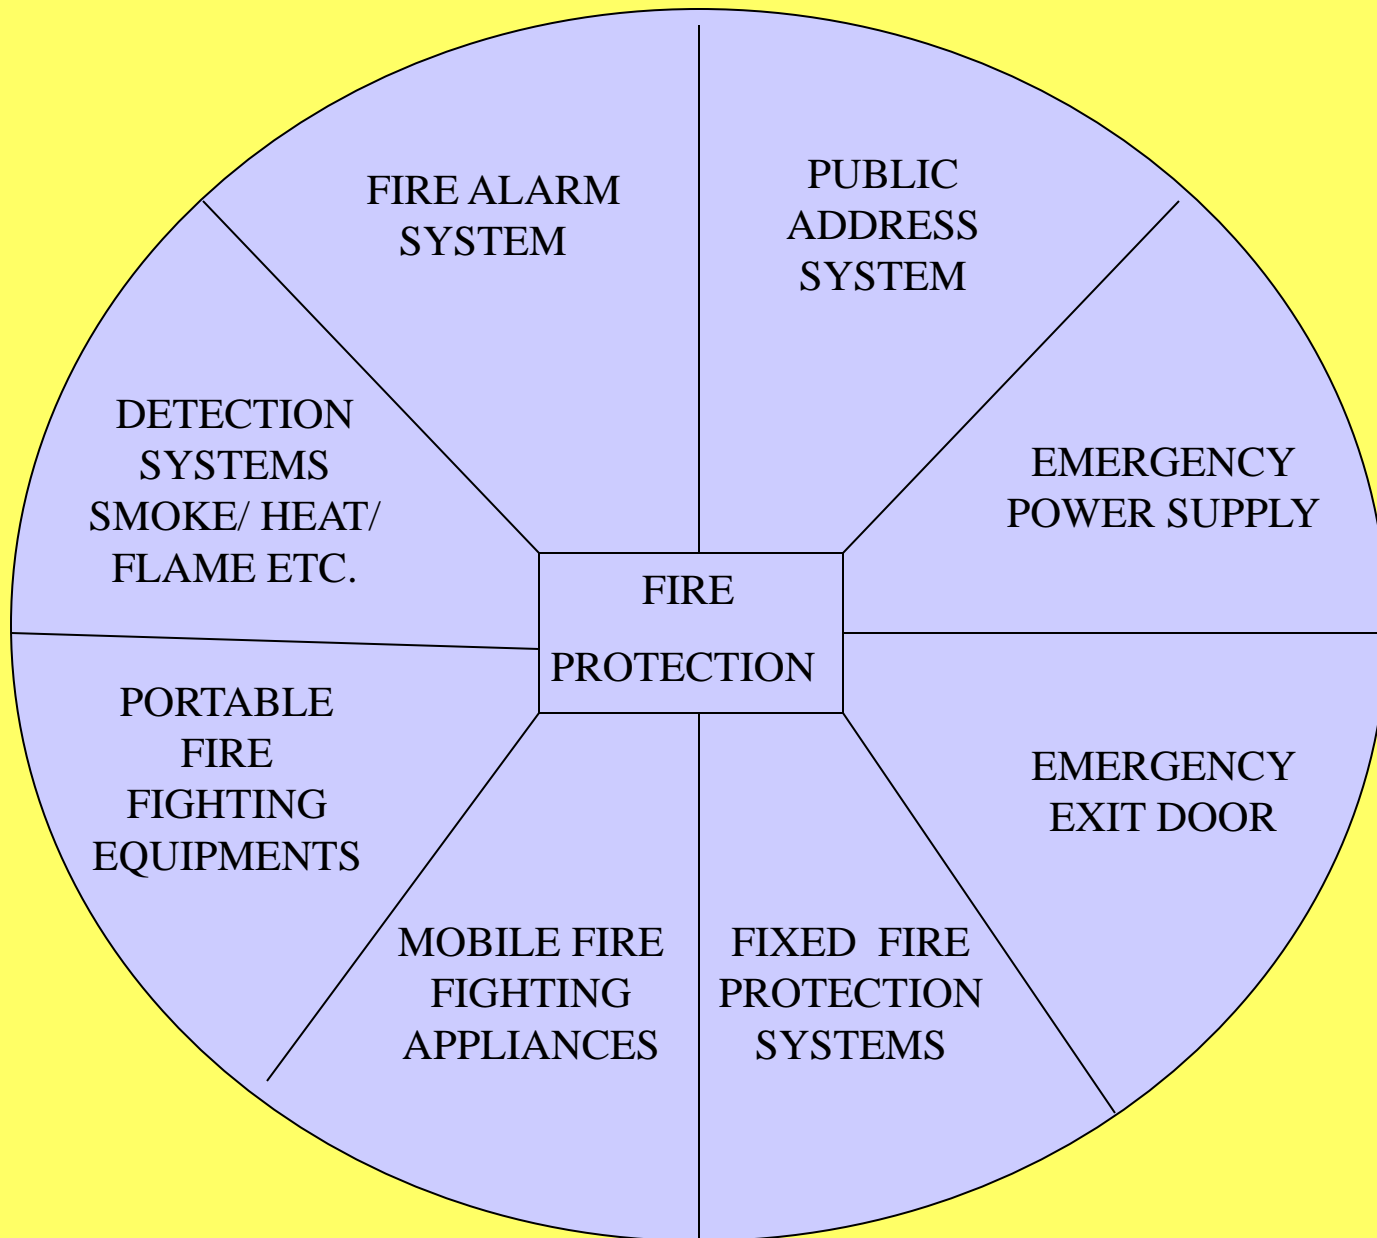 FIRE ALARM
SYSTEM
PUBLIC
ADDRESS
SYSTEM
DETECTION
SYSTEMS
SMOKE/ HEAT/
FLAME ETC.
EMERGENCY
POWER SUPPLY
FIRE
PROTECTION
PORTABLE
FIRE
FIGHTING
EQUIPMENTS
EMERGENCY
EXIT DOOR
MOBILE FIRE
FIGHTING
APPLIANCES
FIXED FIRE
PROTECTION
SYSTEMS